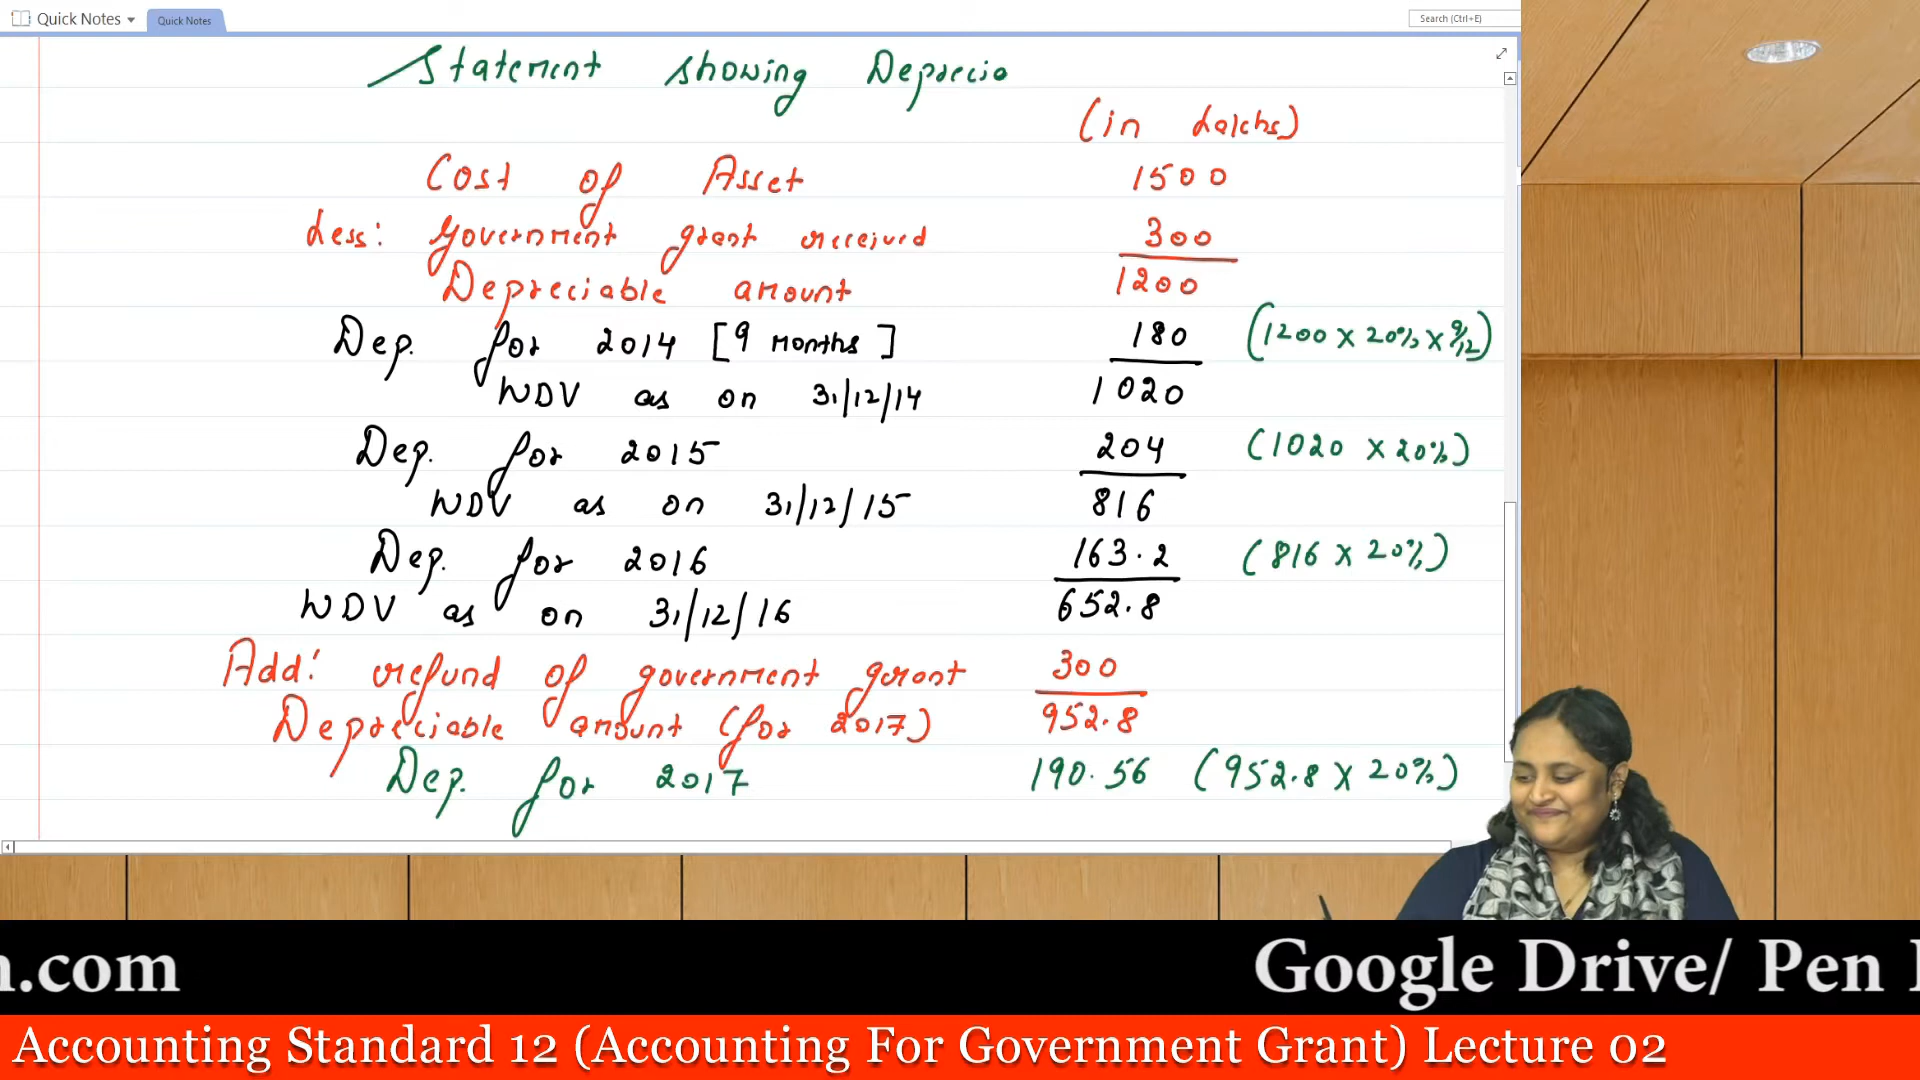 Quick Notes
Quick Notes
Search (Ctrl+E)
Statement showing Deprecia
(in Lakhs)
Cost of Asset 1500
Less: Government grant received 300
Depreciable amount 1200
Dep. for 2014 [9 Months] 180 (1200 x 20% x 9/12)
WDV as on 31/12/14 1020
Dep. for 2015 204 (1020 x 20%)
WDV as on 31/12/15 816
Dep. for 2016 163.2 (816 x 20%)
WDV as on 31/12/16 652.8
Add: refund of government grant 300
Depreciable amount (for 2017) 952.8
Dep. for 2017 190.56 (952.8 x 20%)
n.com Google Drive/ Pen
Accounting Standard 12 (Accounting For Government Grant) Lecture 02